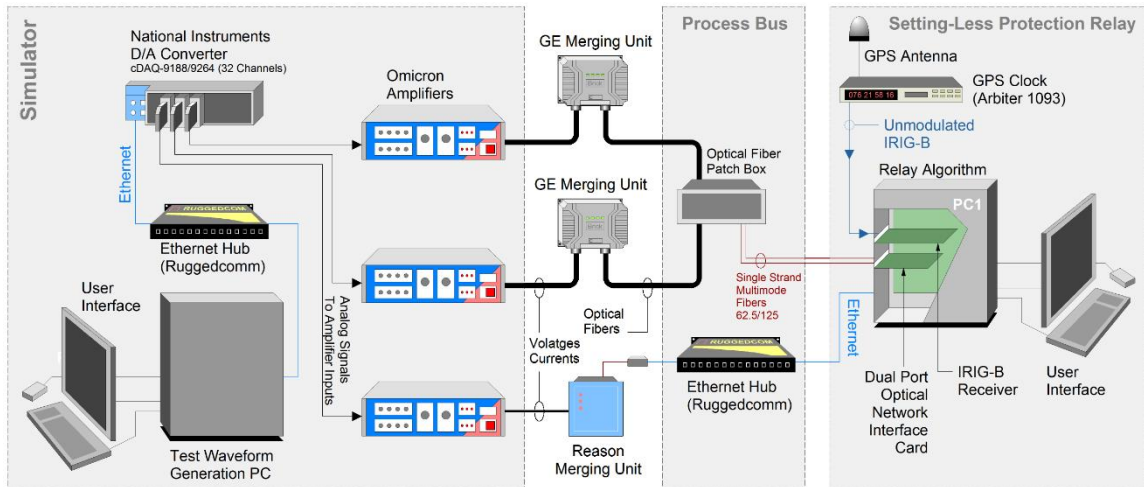 Simulator
National Instruments
D/A Converter
cDAQ-9188/9264 (32 Channels)
Ethernet
RUGGEDCOM
Ethernet Hub
(Ruggedcomm)
User
Interface
Test Waveform
Generation PC
Analog Signals
To Amplifier Inputs
Omicron
Amplifiers
GE Merging Unit
GE Merging Unit
Volatges
Currents
Optical
Fibers
Reason
Merging Unit
Process Bus
Optical Fiber
Patch Box
Single Strand
Multimode
Fibers
62.5/125
RUGGEDCOM
Ethernet Hub
(Ruggedcomm)
Ethernet
Setting-Less Protection Relay
GPS Antenna
GPS Clock
(Arbiter 1093)
076 21 58 16
Unmodulated
IRIG-B
Relay Algorithm
PC1
Dual Port
Optical
Network
Interface
Card
IRIG-B
Receiver
User
Interface